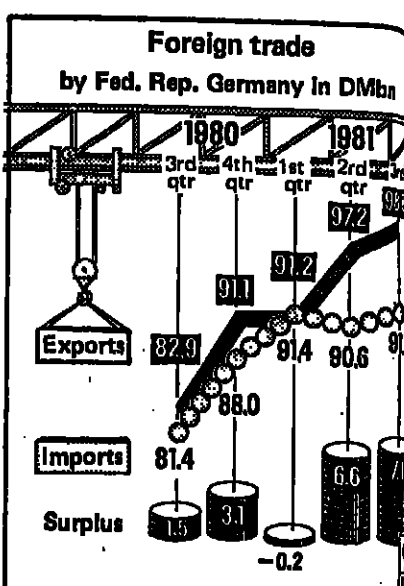 Foreign trade
by Fed. Rep. Germany in DMbn
1980 1981
3rd qtr 4th qtr 1st qtr 2nd qtr
97.2
91.1 91.2
Exports 82.9
91.4 90.6
88.0
Imports 81.4
Surplus 1.5 3.1 6.6
-0.2